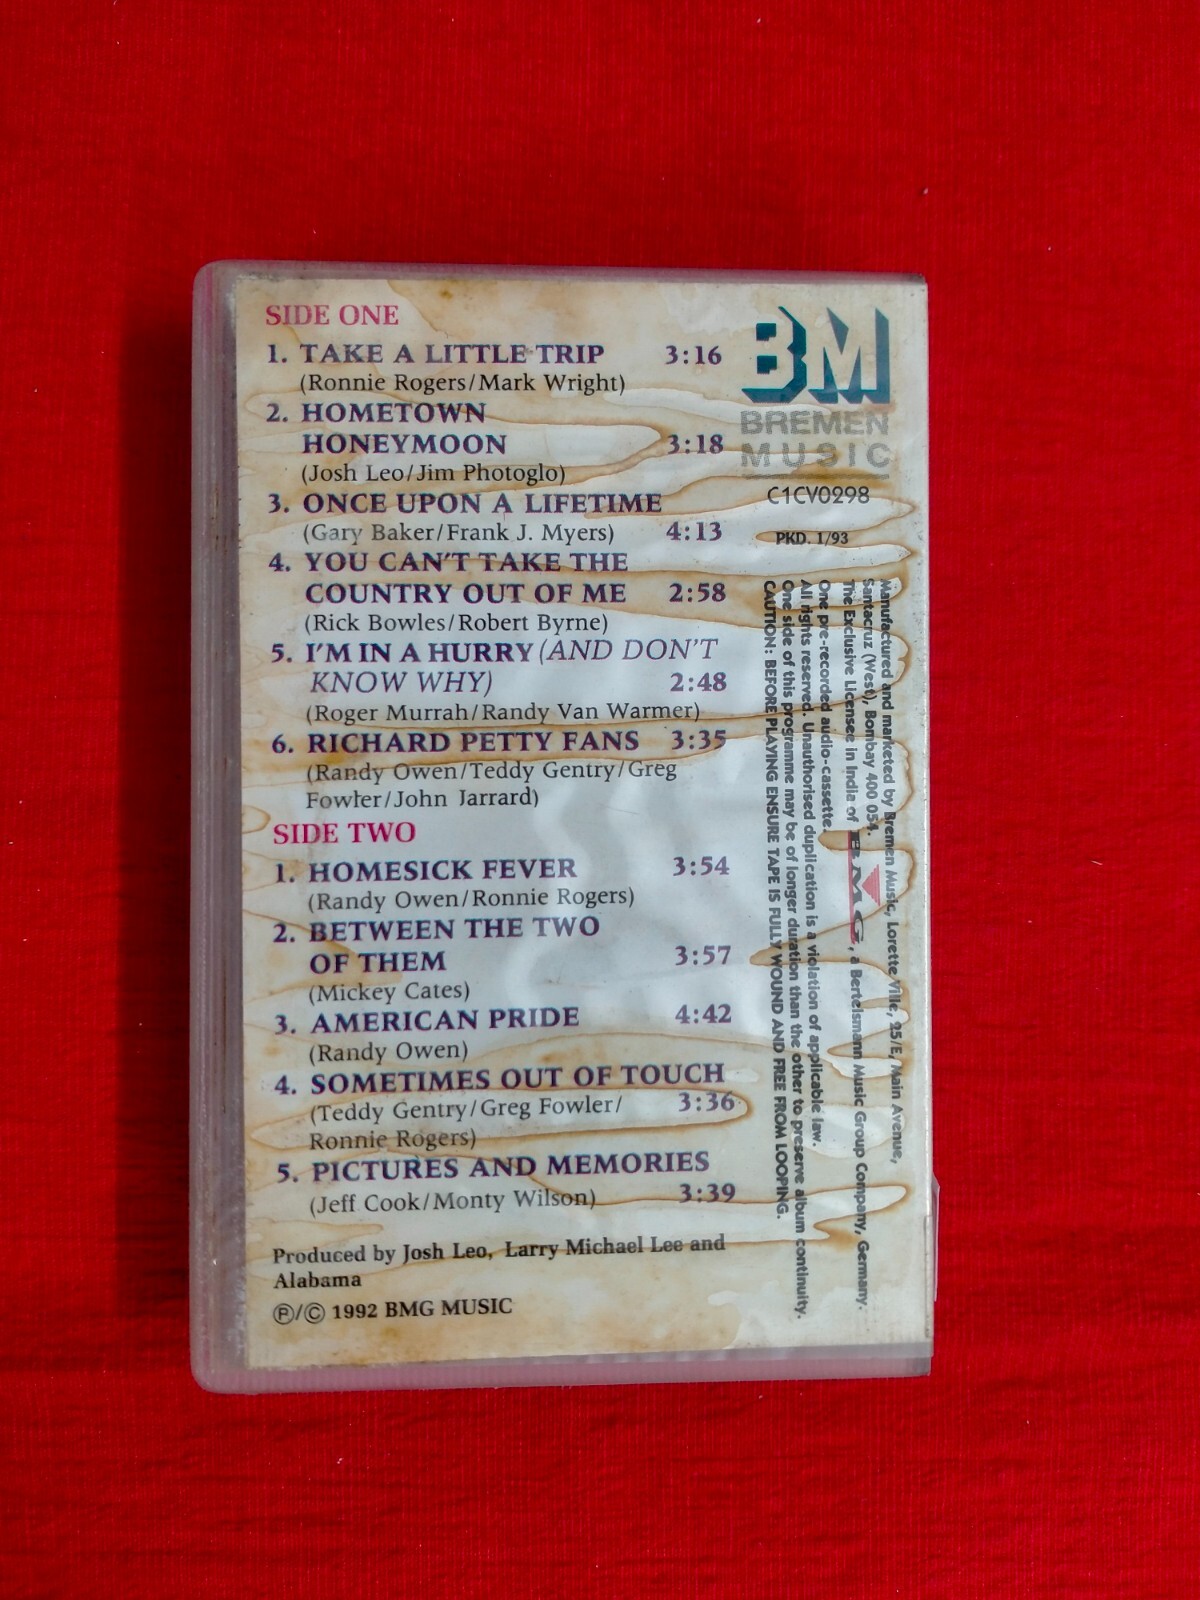 SIDE ONE
1. TAKE A LITTLE TRIP 3:16
(Ronnie Rogers/Mark Wright)
2. HOMETOWN
HONEYMOON 3:18
(Josh Leo/Jim Photoglo)
3. ONCE UPON A LIFETIME
(Gary Baker/Frank J. Myers) 4:13
4. YOU CAN'T TAKE THE
COUNTRY OUT OF ME 2:58
(Rick Bowles/Robert Byrne)
5. I'M IN A HURRY (AND DON'T
KNOW WHY) 2:48
(Roger Murrah/Randy Van Warmer)
6. RICHARD PETTY FANS 3:35
(Randy Owen/Teddy Gentry/Greg
Fowler/John Jarrard)
SIDE TWO
1. HOMESICK FEVER 3:54
(Randy Owen/Ronnie Rogers)
2. BETWEEN THE TWO
OF THEM 3:57
(Mickey Cates)
3. AMERICAN PRIDE 4:42
(Randy Owen)
4. SOMETIMES OUT OF TOUCH
(Teddy Gentry/Greg Fowler/ 3:36
Ronnie Rogers)
5. PICTURES AND MEMORIES
(Jeff Cook/Monty Wilson) 3:39
Produced by Josh Leo, Larry Michael Lee and
Alabama
Ⓟ/© 1992 BMG MUSIC
BM
BREMEN
MUSIC
C1CV0298
PKD. 1/93
Manufactured and marketed by Bremen Music, Lorette Ville, 25/E, Main Avenue,
Santacruz (West), Bombay 400 054.
The Exclusive Licensee in India of BMG, a Bertelsmann Music Group Company, Germany.
One pre-recorded audio-cassette.
All rights reserved. Unauthorised duplication is a violation of applicable law.
One side of this programme may be of longer duration than the other to preserve album continuity.
CAUTION: BEFORE PLAYING ENSURE TAPE IS FULLY WOUND AND FREE FROM LOOPING.